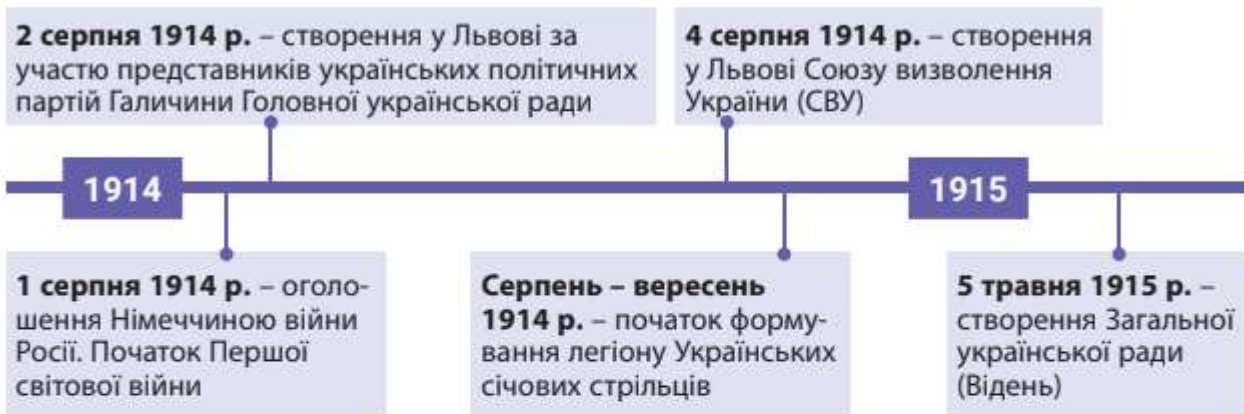 2 серпня 1914 р. – створення у Львові за
участю представників українських політичних
партій Галичини Головної української ради
4 серпня 1914 р. – створення
у Львові Союзу визволення
України (СВУ)
1914
1915
1 серпня 1914 р. – оголо-
шення Німеччиною війни
Росії. Початок Першої
світової війни
Серпень – вересень
1914 р. – початок форму-
вання легіону Українських
січових стрільців
5 травня 1915 р. –
створення Загальної
української ради
(Відень)